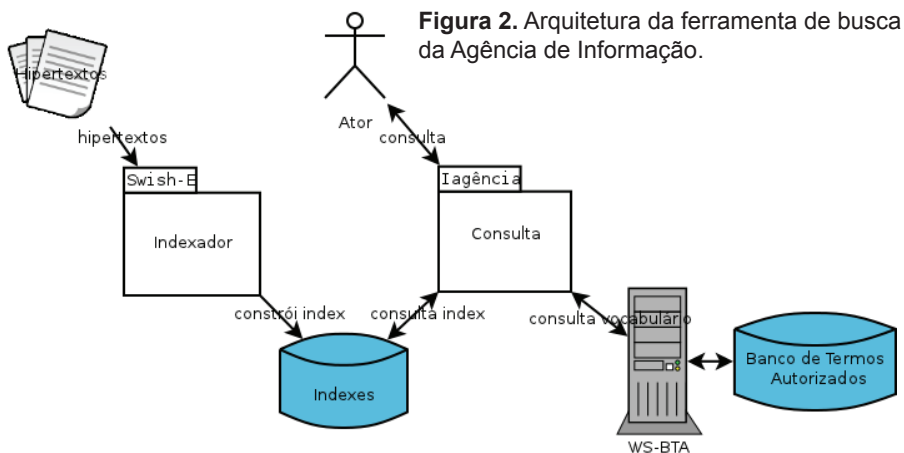 Figura 2. Arquitetura da ferramenta de busca
da Agência de Informação.
Hipertextos
Ator
hipertextos
consulta
Swish-E
Iagência
Indexador
Consulta
constrói index
consulta index
consulta vocabulário
Indexes
Banco de Termos
Autorizados
WS-BTA